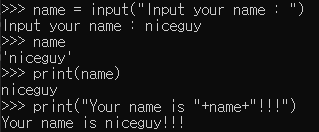 >>> name = input("Input your name : ")
Input your name : niceguy
>>> name
'niceguy'
>>> print(name)
niceguy
>>> print("Your name is "+name+"!!!")
Your name is niceguy!!!